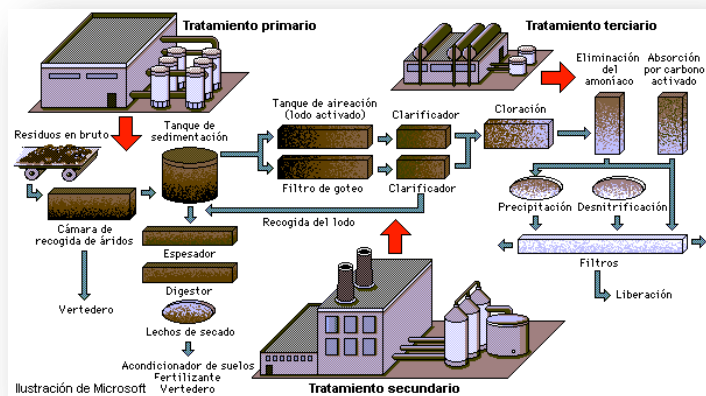 Tratamiento primario
Tratamiento terciario
Eliminación
del
amoníaco
Absorción
por carbono
activado
Residuos en bruto
Tanque de
sedimentación
Tanque de aireación
(lodo activado)
Clarificador
Cloración
Filtro de goteo
Clarificador
Cámara de
recogida de áridos
Recogida del lodo
Precipitación
Desnitrificación
Espesador
Filtros
Digestor
Liberación
Vertedero
Lechos de secado
Acondicionador de suelos
Fertilizante
Vertedero
Ilustración de Microsoft
Tratamiento secundario